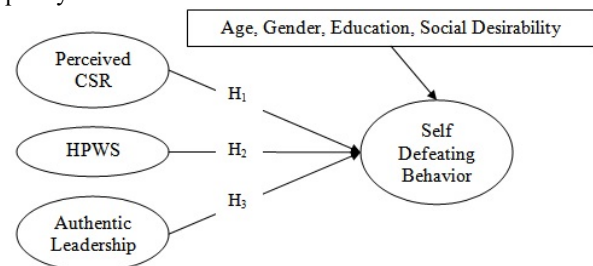 Age, Gender, Education, Social Desirability
Perceived
CSR
H1
HPWS
H2
Self
Defeating
Behavior
H3
Authentic
Leadership